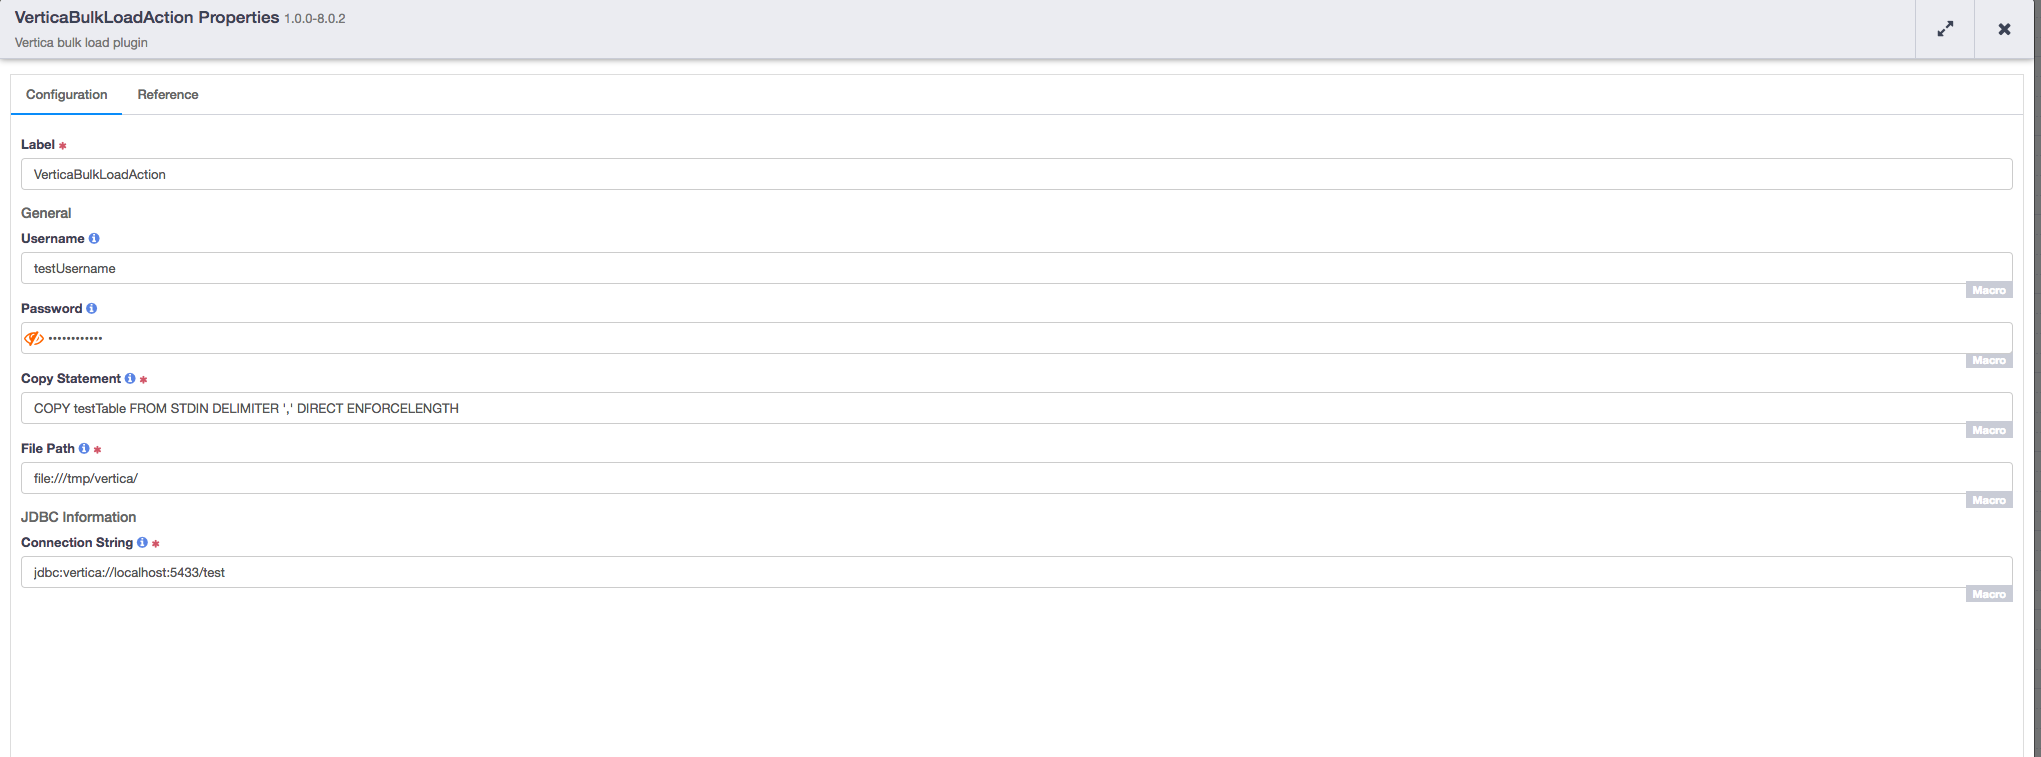 VerticaBulkLoadAction Properties 1.0.0-8.0.2
Vertica bulk load plugin
Configuration Reference
Label *
VerticaBulkLoadAction
General
Username
testUsername
Macro
Password
••••••••••••
Macro
Copy Statement *
COPY testTable FROM STDIN DELIMITER ',' DIRECT ENFORCELENGTH
Macro
File Path *
file:///tmp/vertica/
Macro
JDBC Information
Connection String *
jdbc:vertica://localhost:5433/test
Macro